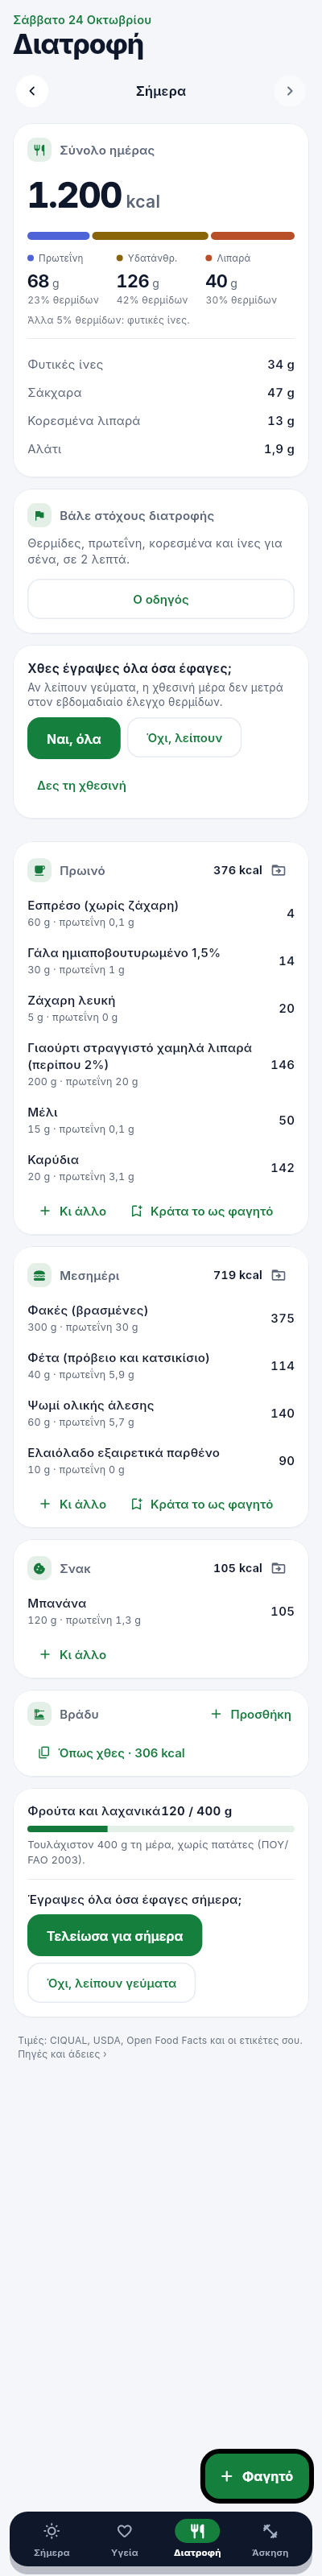 Σάββατο 24 Οκτωβρίου
Διατροφή
Σήμερα
Σύνολο ημέρας
1.200 kcal
Πρωτεΐνη Υδατάνθρ. Λιπαρά
68 g 126 g 40 g
23% θερμίδων 42% θερμίδων 30% θερμίδων
Άλλα 5% θερμίδων: φυτικές ίνες.
Φυτικές ίνες 34 g
Σάκχαρα 47 g
Κορεσμένα λιπαρά 13 g
Αλάτι 1,9 g
Βάλε στόχους διατροφής
Θερμίδες, πρωτεΐνη, κορεσμένα και ίνες για
σένα, σε 2 λεπτά.
Ο οδηγός
Χθες έγραψες όλα όσα έφαγες;
Αν λείπουν γεύματα, η χθεσινή μέρα δεν μετρά
στον εβδομαδιαίο έλεγχο θερμίδων.
Ναι, όλα Όχι, λείπουν
Δες τη χθεσινή
Πρωινό 376 kcal
Εσπρέσο (χωρίς ζάχαρη) 4
60 g · πρωτεΐνη 0,1 g
Γάλα ημιαποβουτυρωμένο 1,5% 14
30 g · πρωτεΐνη 1 g
Ζάχαρη λευκή 20
5 g · πρωτεΐνη 0 g
Γιαούρτι στραγγιστό χαμηλά λιπαρά
(περίπου 2%) 146
200 g · πρωτεΐνη 20 g
Μέλι 50
15 g · πρωτεΐνη 0,1 g
Καρύδια 142
20 g · πρωτεΐνη 3,1 g
Κι άλλο Κράτα το ως φαγητό
Μεσημέρι 719 kcal
Φακές (βρασμένες) 375
300 g · πρωτεΐνη 30 g
Φέτα (πρόβειο και κατσικίσιο) 114
40 g · πρωτεΐνη 5,9 g
Ψωμί ολικής άλεσης 140
60 g · πρωτεΐνη 5,7 g
Ελαιόλαδο εξαιρετικά παρθένο 90
10 g · πρωτεΐνη 0 g
Κι άλλο Κράτα το ως φαγητό
Σνακ 105 kcal
Μπανάνα 105
120 g · πρωτεΐνη 1,3 g
Κι άλλο
Βράδυ Προσθήκη
Όπως χθες · 306 kcal
Φρούτα και λαχανικά120 / 400 g
Τουλάχιστον 400 g τη μέρα, χωρίς πατάτες (ΠΟΥ/
FAO 2003).
Έγραψες όλα όσα έφαγες σήμερα;
Τελείωσα για σήμερα
Όχι, λείπουν γεύματα
Τιμές: CIQUAL, USDA, Open Food Facts και οι ετικέτες σου.
Πηγές και άδειες ›
Φαγητό
Σήμερα Υγεία Διατροφή Άσκηση